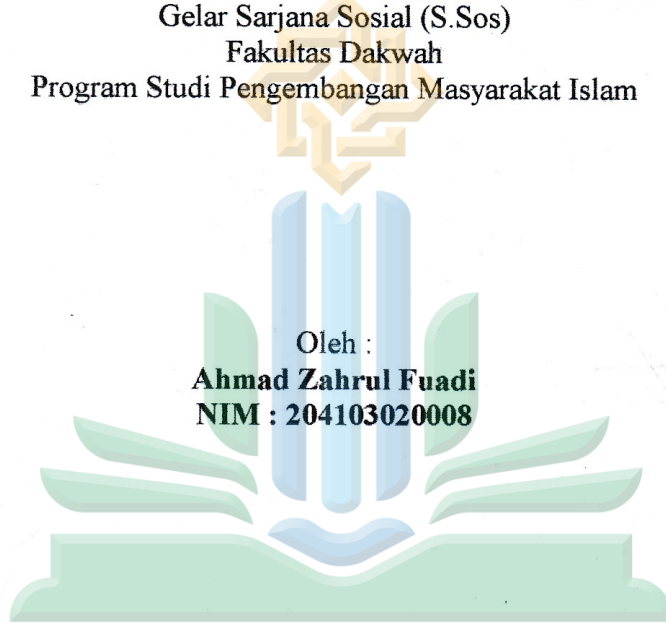 Gelar Sarjana Sosial (S.Sos)
Fakultas Dakwah
Program Studi Pengembangan Masyarakat Islam
Oleh :
Ahmad Zahrul Fuadi
NIM : 204103020008